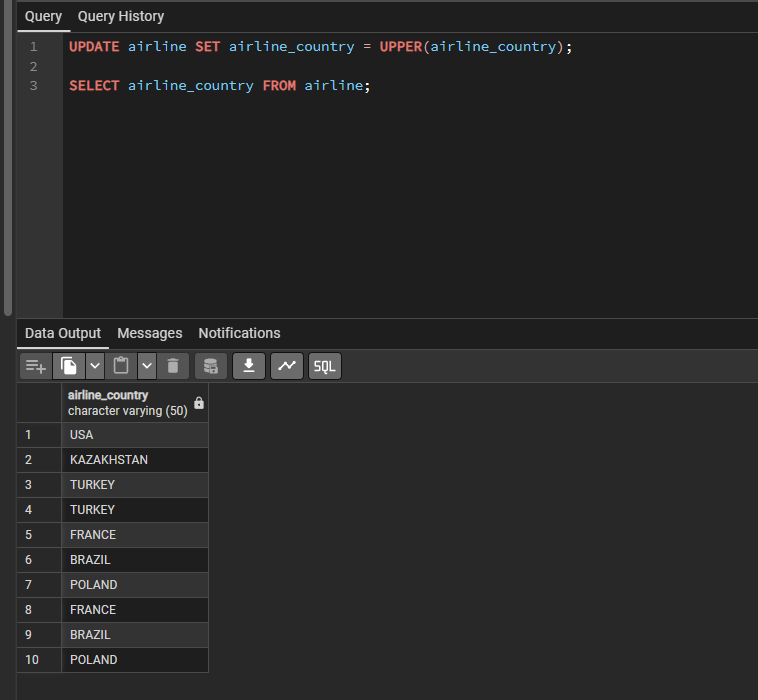 Query Query History
1 UPDATE airline SET airline_country = UPPER(airline_country);
2
3 SELECT airline_country FROM airline;
Data Output Messages Notifications
SQL
airline_country
character varying (50)
1 USA
2 KAZAKHSTAN
3 TURKEY
4 TURKEY
5 FRANCE
6 BRAZIL
7 POLAND
8 FRANCE
9 BRAZIL
10 POLAND